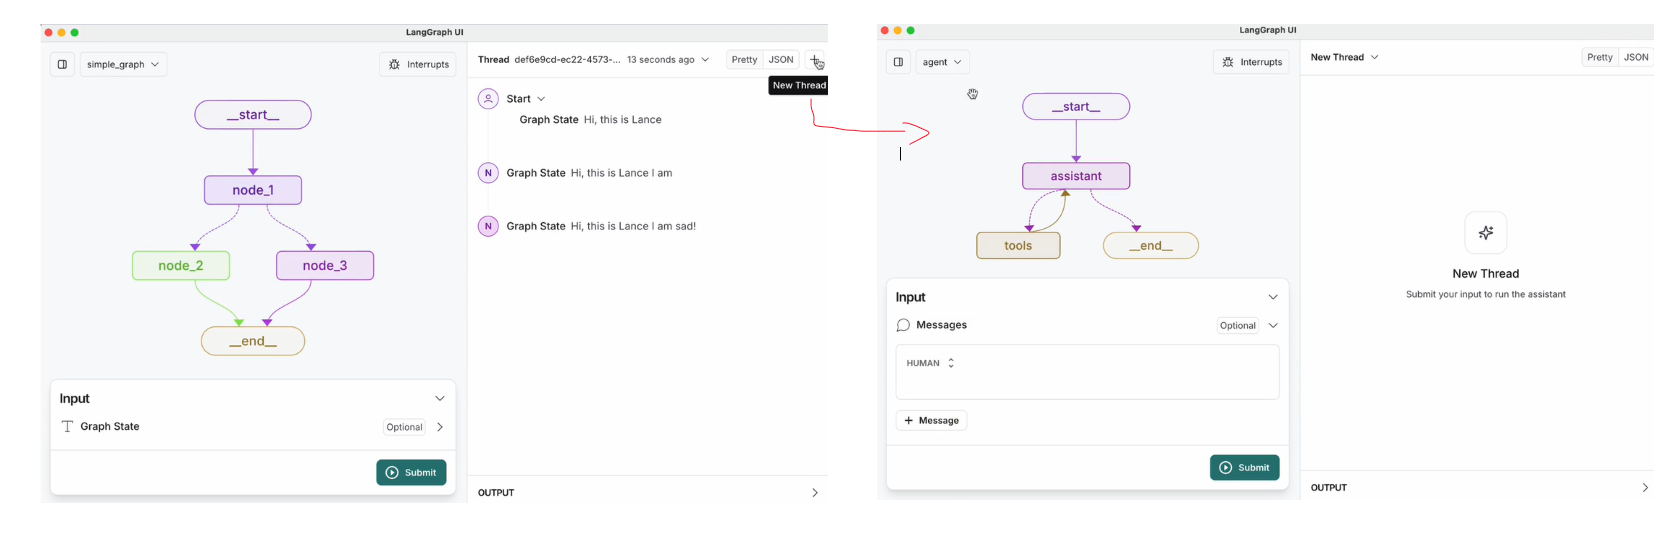 LangGraph UI
simple_graph
Interrupts
__start__
node_1
node_2
node_3
__end__
Input
Graph State
Optional
Submit
Thread def6e9cd-ec22-4573-... 13 seconds ago
Pretty JSON
New Thread
Start
Graph State Hi, this is Lance
N Graph State Hi, this is Lance I am
N Graph State Hi, this is Lance I am sad!
OUTPUT
LangGraph UI
agent
Interrupts
__start__
assistant
tools
__end__
Input
Messages
Optional
HUMAN
+ Message
Submit
New Thread
Pretty JSON
New Thread
Submit your input to run the assistant
OUTPUT